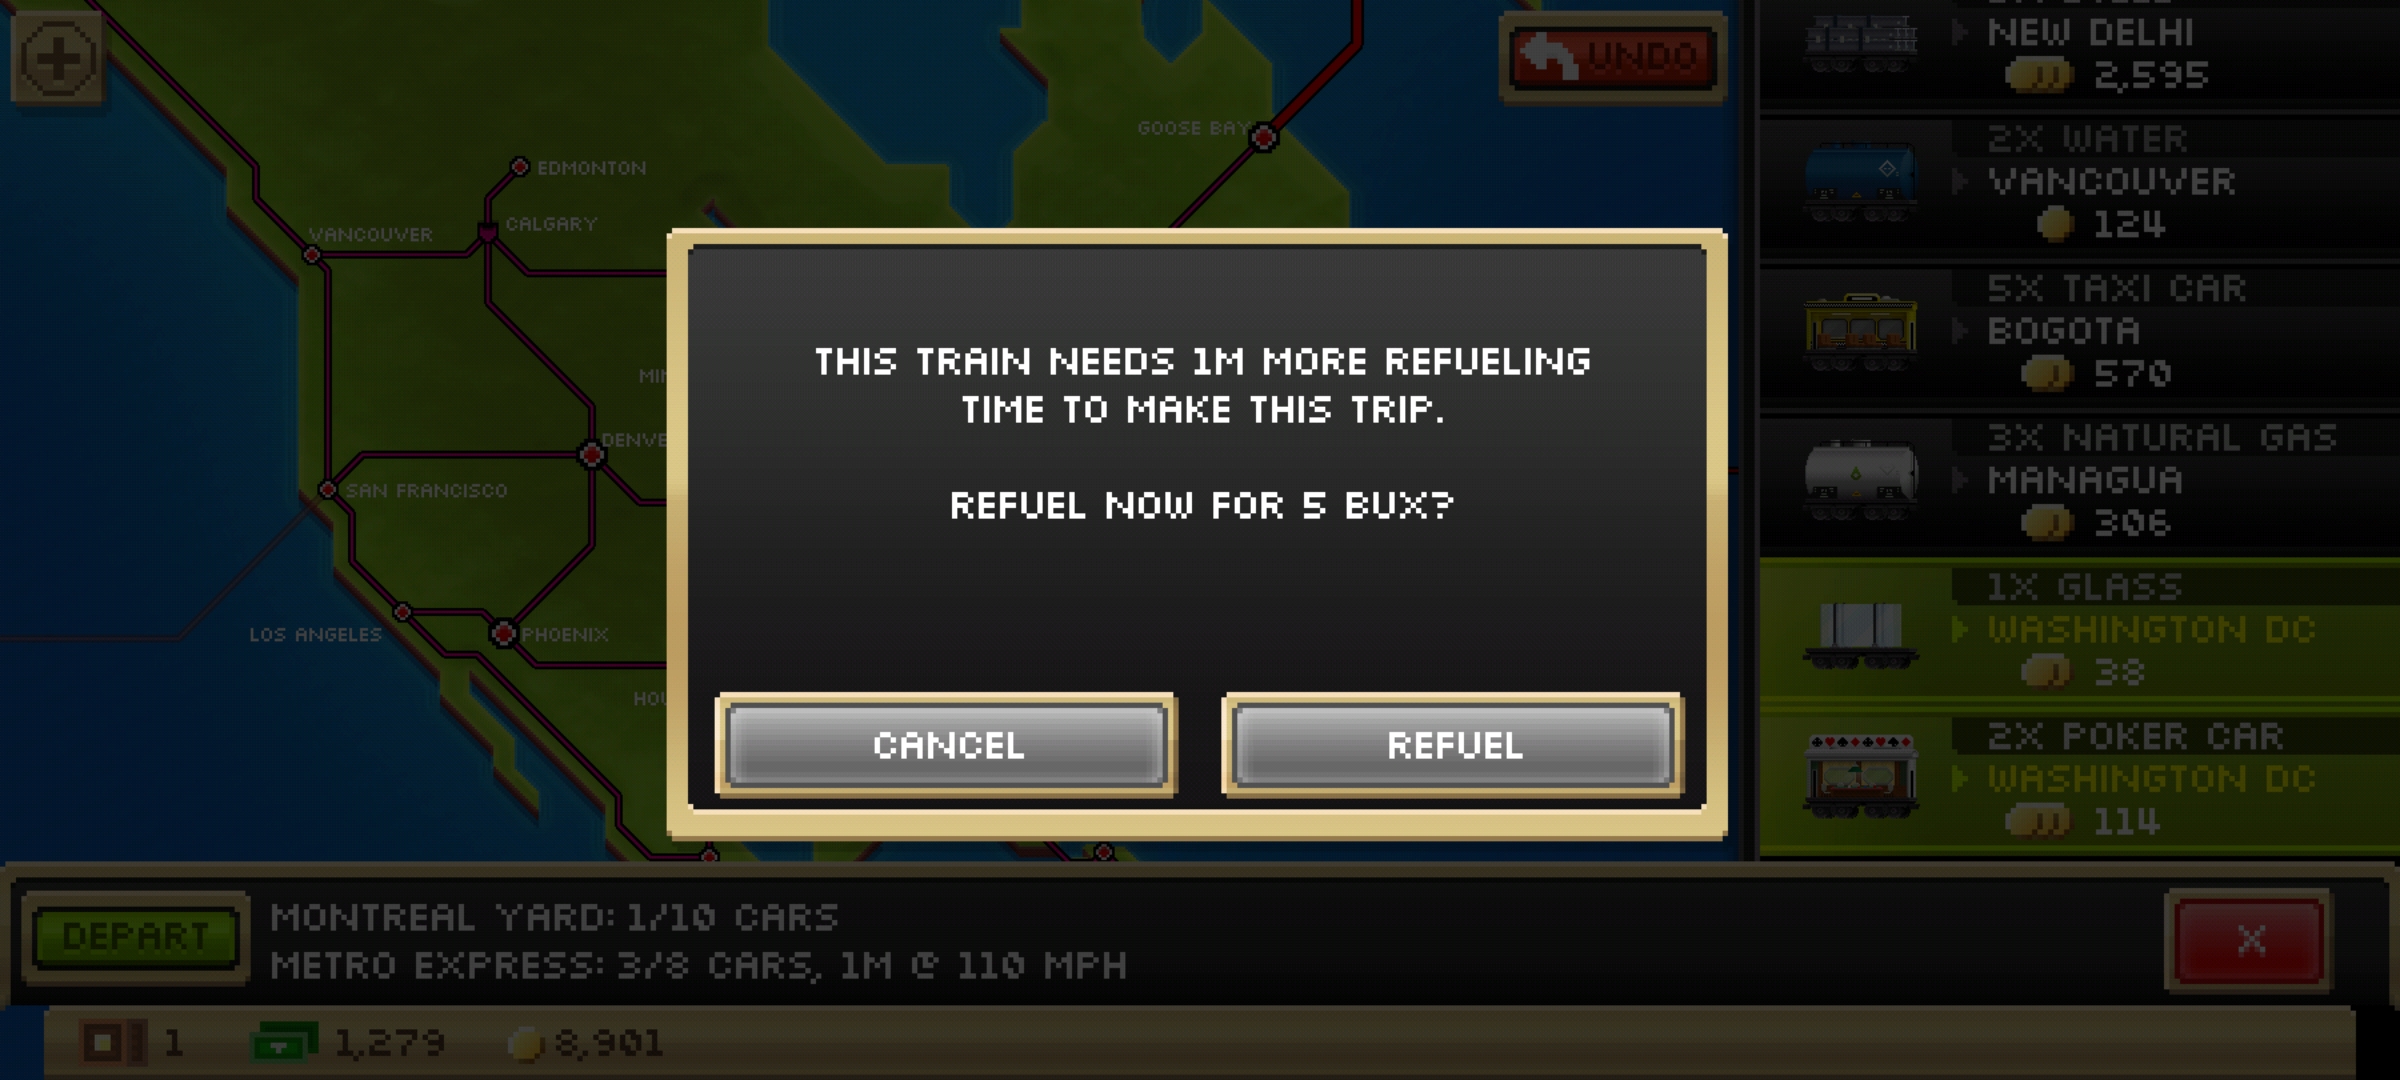 UNDO
NEW DELHI
2,595
GOOSE BAY
2X WATER
VANCOUVER
124
EDMONTON
CALGARY
VANCOUVER
5X TAXI CAR
BOGOTA
570
THIS TRAIN NEEDS 1M MORE REFUELING
TIME TO MAKE THIS TRIP.
REFUEL NOW FOR 5 BUX?
3X NATURAL GAS
MANAGUA
306
MIN
DENVE
SAN FRANCISCO
1X GLASS
WASHINGTON DC
38
LOS ANGELES
PHOENIX
HOU
CANCEL
REFUEL
2X POKER CAR
WASHINGTON DC
114
DEPART
MONTREAL YARD: 1/10 CARS
METRO EXPRESS: 3/8 CARS, 1M @ 110 MPH
X
1
1,279
8,901